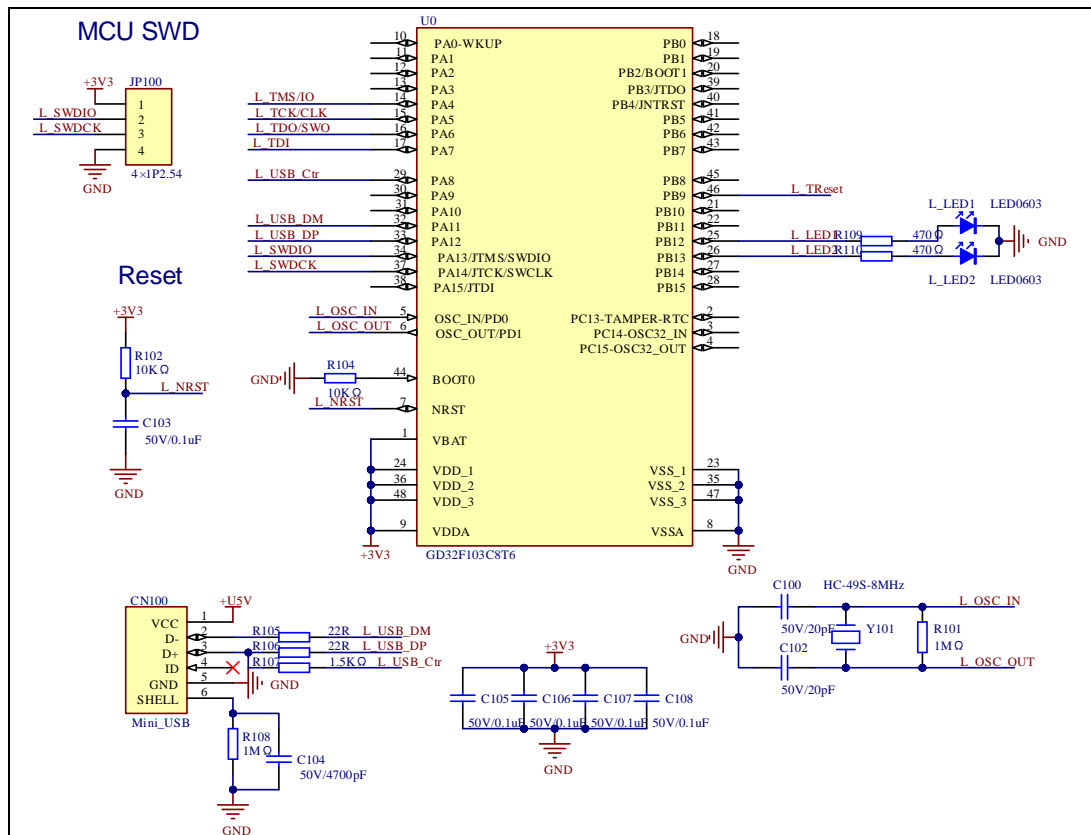 MCU SWD
+3V3
JP100
1
L_SWDIO
2
L_SWDCK
3
4
GND
4×1P2.54
Reset
+3V3
R102
10KΩ
L_NRST
C103
50V/0.1uF
GND
U0
10 PA0-WKUP
11 PA1
12 PA2
13 PA3
L_TMS/IO 14 PA4
L_TCK/CLK 15 PA5
L_TDO/SWO 16 PA6
L_TDI 17 PA7
L_USB_Ctr 29 PA8
30 PA9
31 PA10
L_USB_DM 32 PA11
L_USB_DP 33 PA12
L_SWDIO 34 PA13/JTMS/SWDIO
L_SWDCK 37 PA14/JTCK/SWCLK
38 PA15/JTDI
L_OSC_IN 5 OSC_IN/PD0
L_OSC_OUT 6 OSC_OUT/PD1
R104
GND 44 BOOT0
10KΩ
L_NRST 7 NRST
1 VBAT
24 VDD_1
36 VDD_2
48 VDD_3
9 VDDA
+3V3
GD32F103C8T6
PB0 18
PB1 19
PB2/BOOT1 20
PB3/JTDO 39
PB4/JNTRST 40
PB5 41
PB6 42
PB7 43
PB8 45
PB9 46 L_TReset
PB10 21
PB11 22
PB12 25 L_LED1 R109 470Ω
PB13 26 L_LED2 R110 470Ω
PB14 27
PB15 28
L_LED1 LED0603
GND
L_LED2 LED0603
PC13-TAMPER-RTC 2
PC14-OSC32_IN 3
PC15-OSC32_OUT 4
VSS_1 23
VSS_2 35
VSS_3 47
VSSA 8
GND
CN100
+U5V
VCC 1
D- 2 R105 22R L_USB_DM
D+ 3 R106 22R L_USB_DP
ID 4 R107 1.5KΩ L_USB_Ctr
GND 5 GND
SHELL 6
Mini_USB
R108
1MΩ
C104
50V/4700pF
GND
+3V3
C105 C106 C107 C108
50V/0.1uF 50V/0.1uF 50V/0.1uF 50V/0.1uF
GND
C100 HC-49S-8MHz
L_OSC_IN
50V/20pF
GND
Y101
R101
1MΩ
C102
L_OSC_OUT
50V/20pF